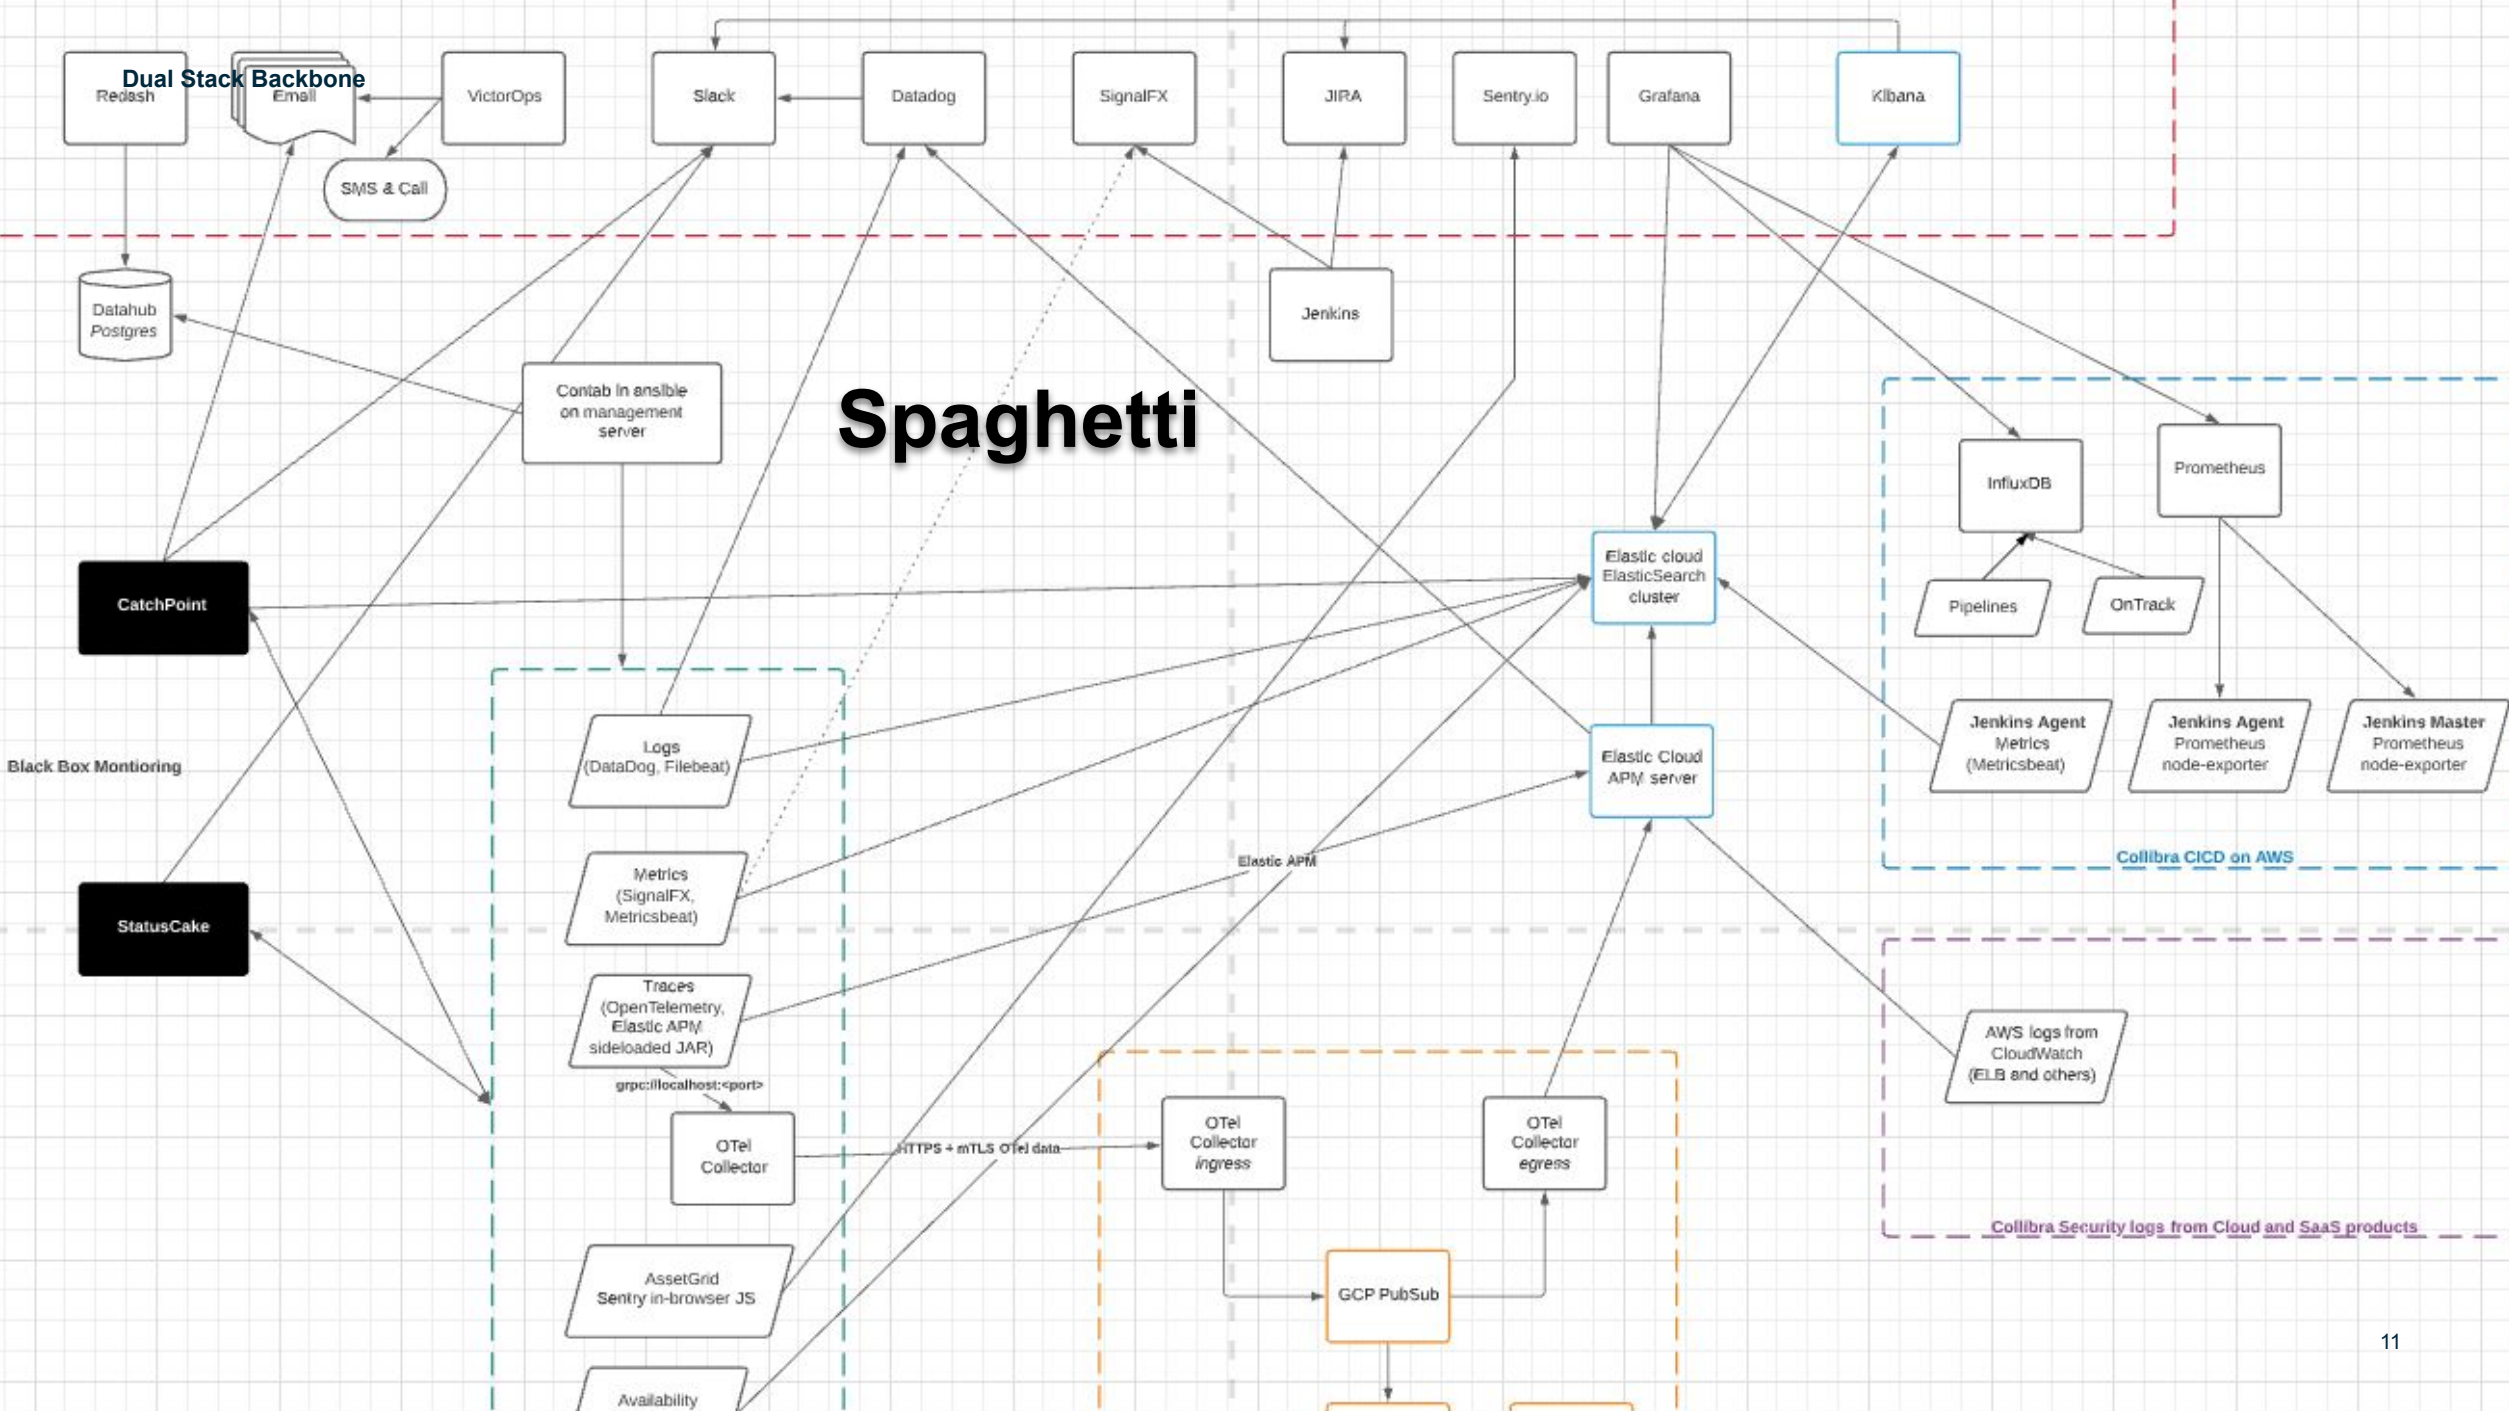 Dual Stack Backbone
Redash
Email
VictorOps
Slack
Datadog
SignalFX
JIRA
Sentry.io
Grafana
Kibana
SMS & Call
Datahub
Postgres
Jenkins
Contab in ansible
on management
server
Spaghetti
InfluxDB
Prometheus
Elastic cloud
ElasticSearch
cluster
CatchPoint
Pipelines
OnTrack
Logs
(DataDog, Filebeat)
Elastic Cloud
APM server
Jenkins Agent
Metrics
(Metricsbeat)
Jenkins Agent
Prometheus
node-exporter
Jenkins Master
Prometheus
node-exporter
Black Box Montioring
Elastic APM
Collibra CICD on AWS
Metrics
(SignalFX,
Metricsbeat)
StatusCake
Traces
(OpenTelemetry,
Elastic APM
sideloaded JAR)
AWS logs from
CloudWatch
(ELB and others)
grpc://localhost:<port>
OTel
Collector
HTTPS + mTLS OTel data
OTel
Collector
ingress
OTel
Collector
egress
Collibra Security logs from Cloud and SaaS products
AssetGrid
Sentry in-browser JS
GCP PubSub
Availability
11